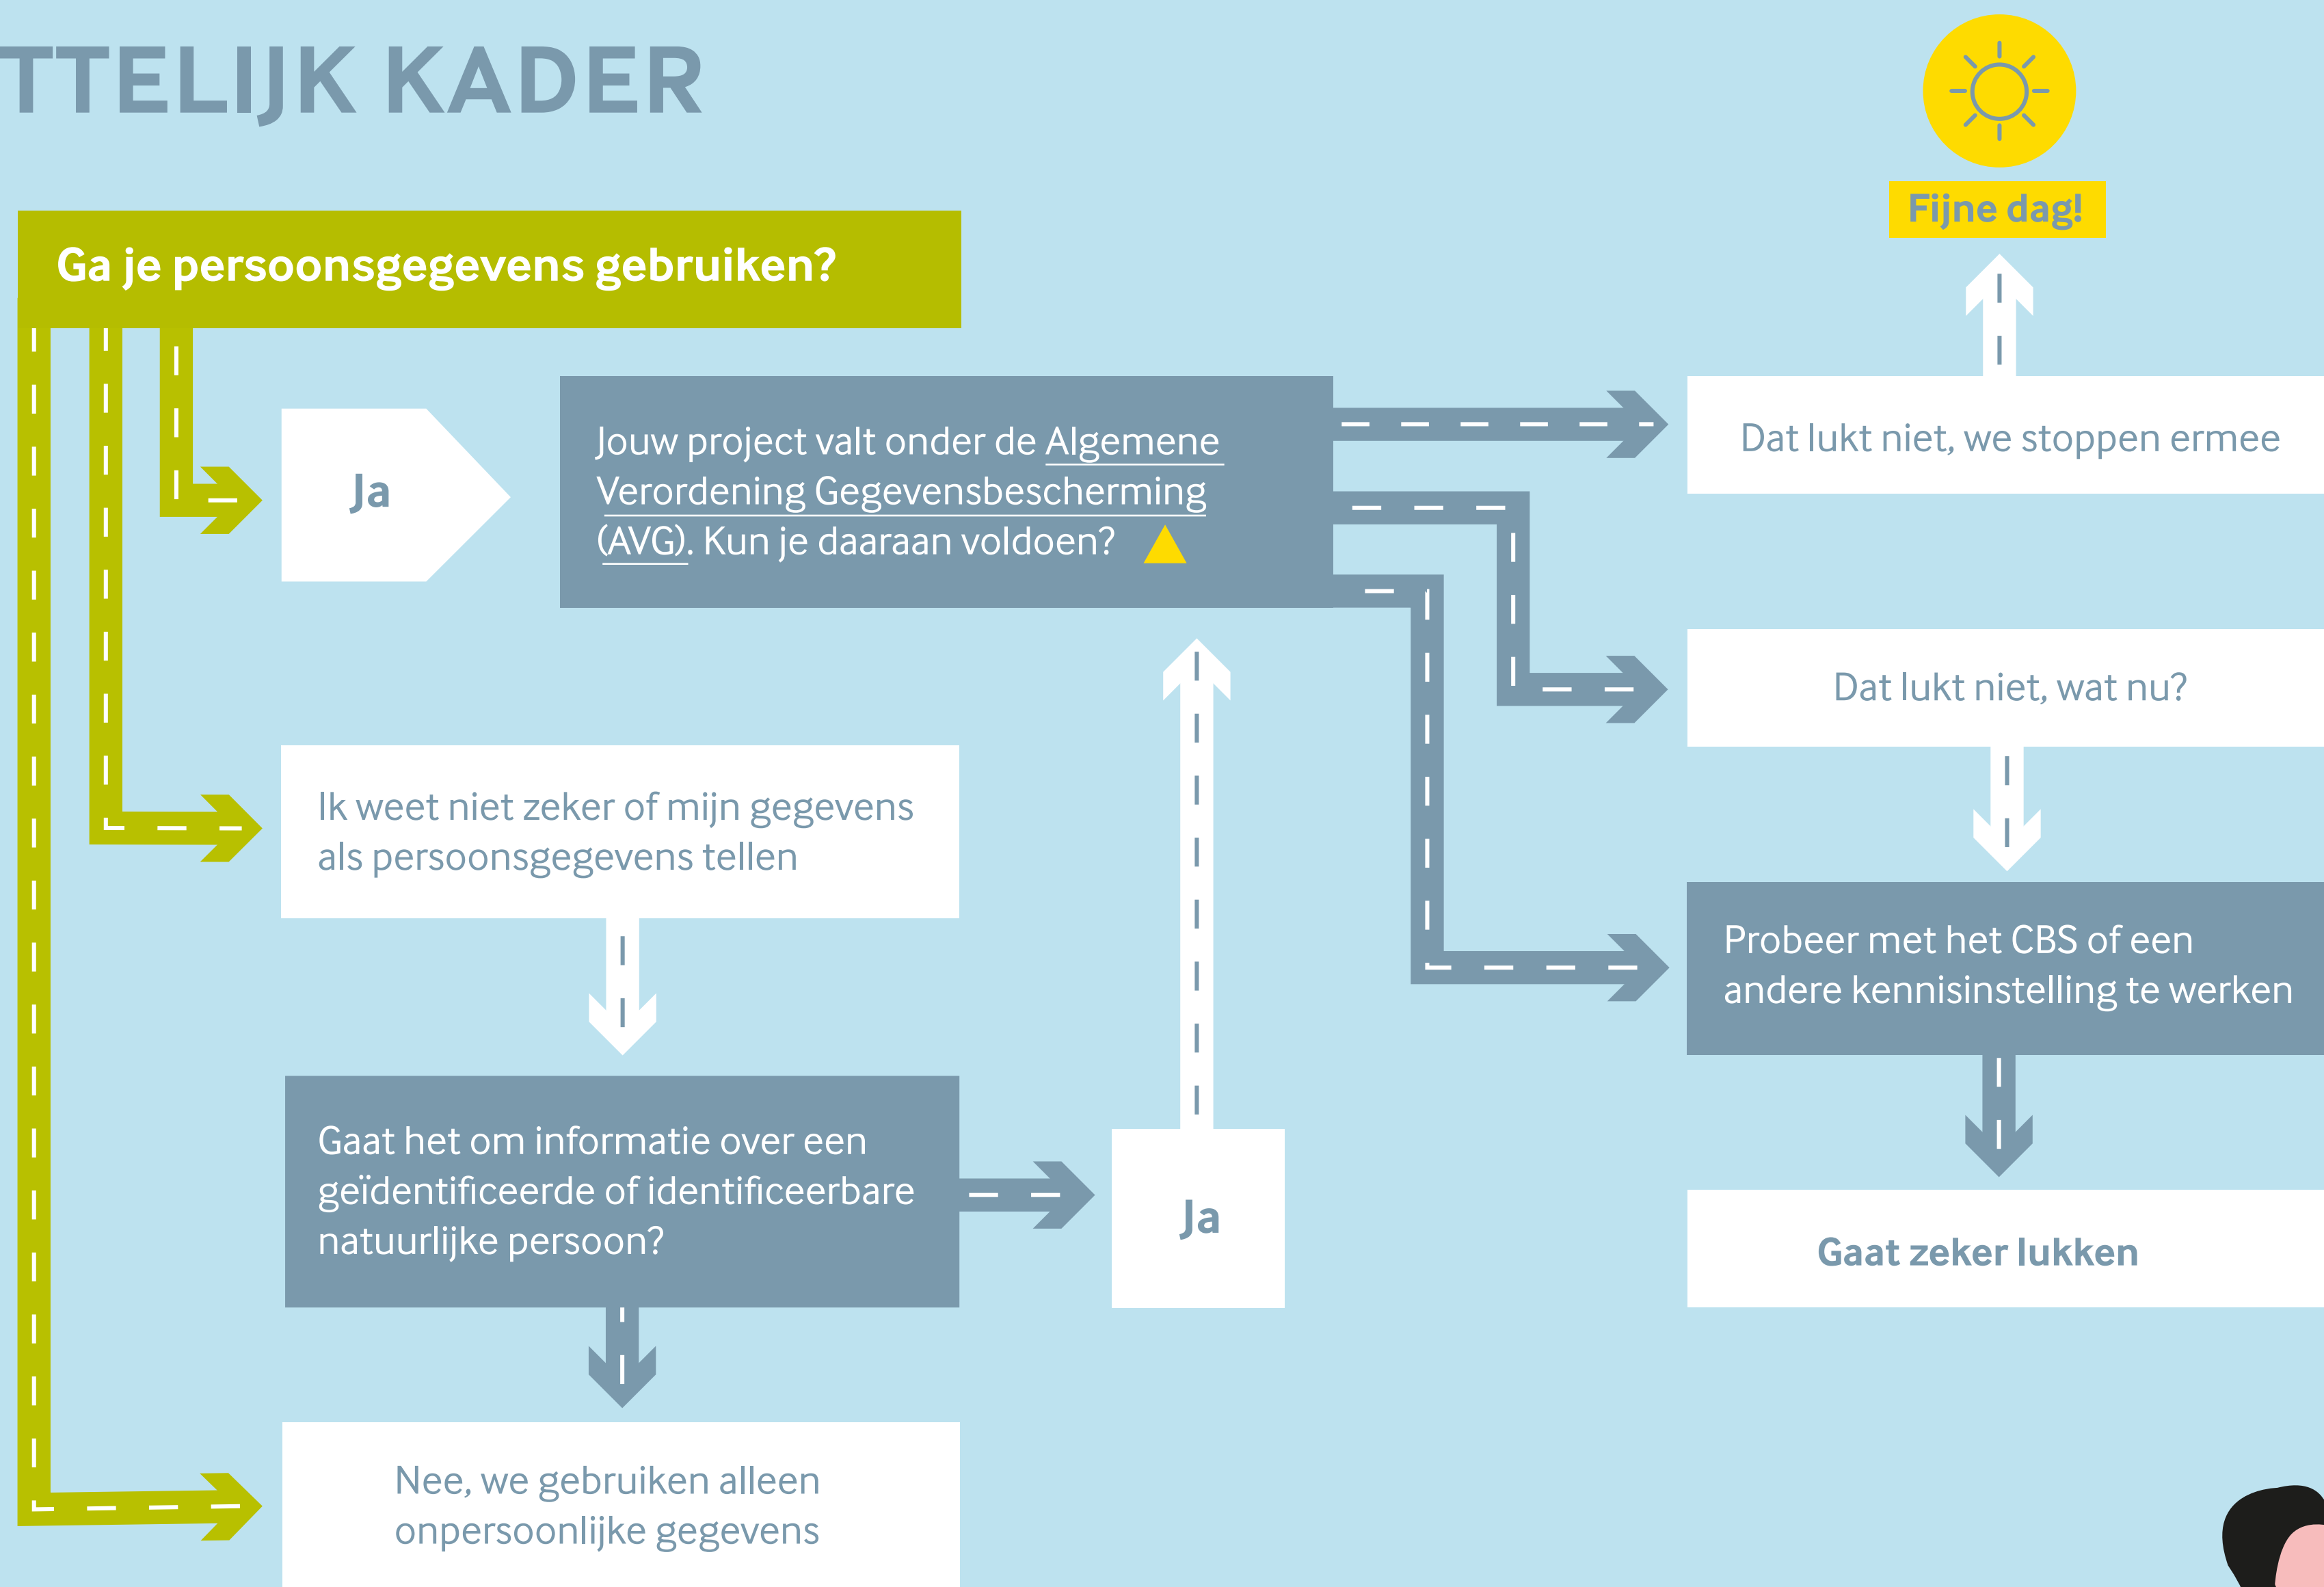 TTELIJK KADER
Fijne dag!
Ga je persoonsgegevens gebruiken?
Ja
Jouw project valt onder de Algemene
Verordening Gegevensbescherming
(AVG). Kun je daaraan voldoen?
Dat lukt niet, we stoppen ermee
Dat lukt niet, wat nu?
Ik weet niet zeker of mijn gegevens
als persoonsgegevens tellen
Probeer met het CBS of een
andere kennisinstelling te werken
Gaat het om informatie over een
geïdentificeerde of identificeerbare
natuurlijke persoon?
Ja
Gaat zeker lukken
Nee, we gebruiken alleen
onpersoonlijke gegevens